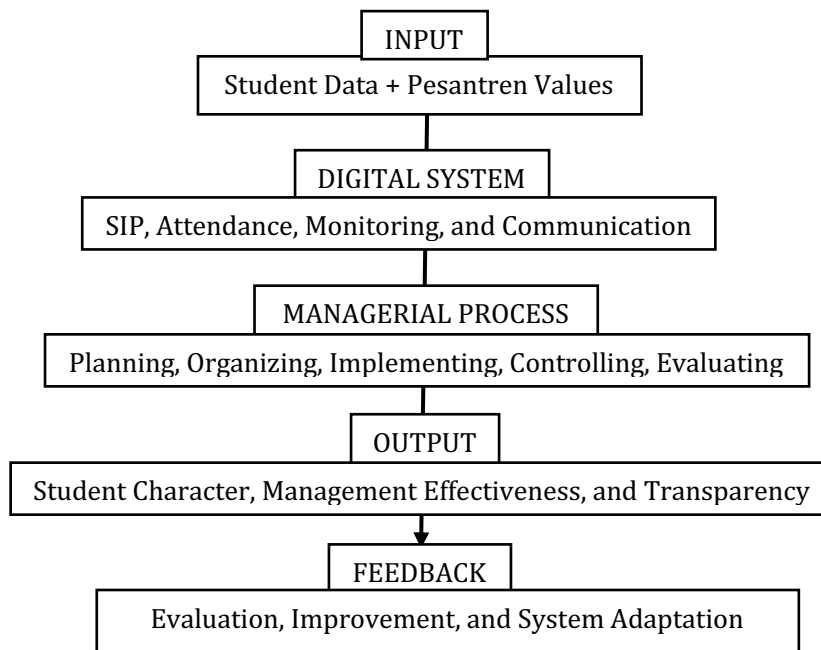 INPUT
Student Data + Pesantren Values
DIGITAL SYSTEM
SIP, Attendance, Monitoring, and Communication
MANAGERIAL PROCESS
Planning, Organizing, Implementing, Controlling, Evaluating
OUTPUT
Student Character, Management Effectiveness, and Transparency
FEEDBACK
Evaluation, Improvement, and System Adaptation